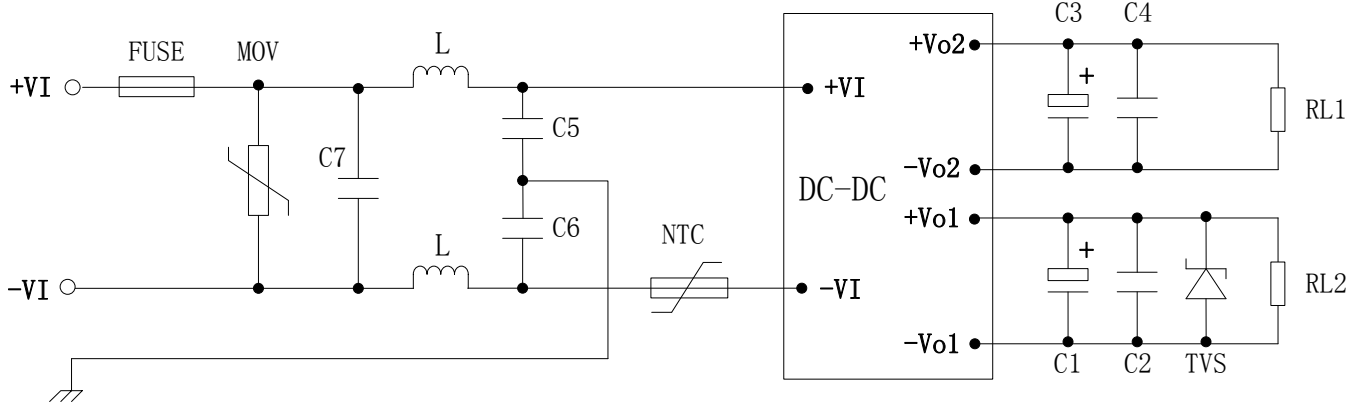 C3
C4
+Vo2
L
FUSE
MOV
+VI
+VI
+
RL1
C5
C7
-Vo2
DC-DC
+Vo1
C6
NTC
L
+
-VI
-VI
RL2
-Vo1
C1
C2
TVS